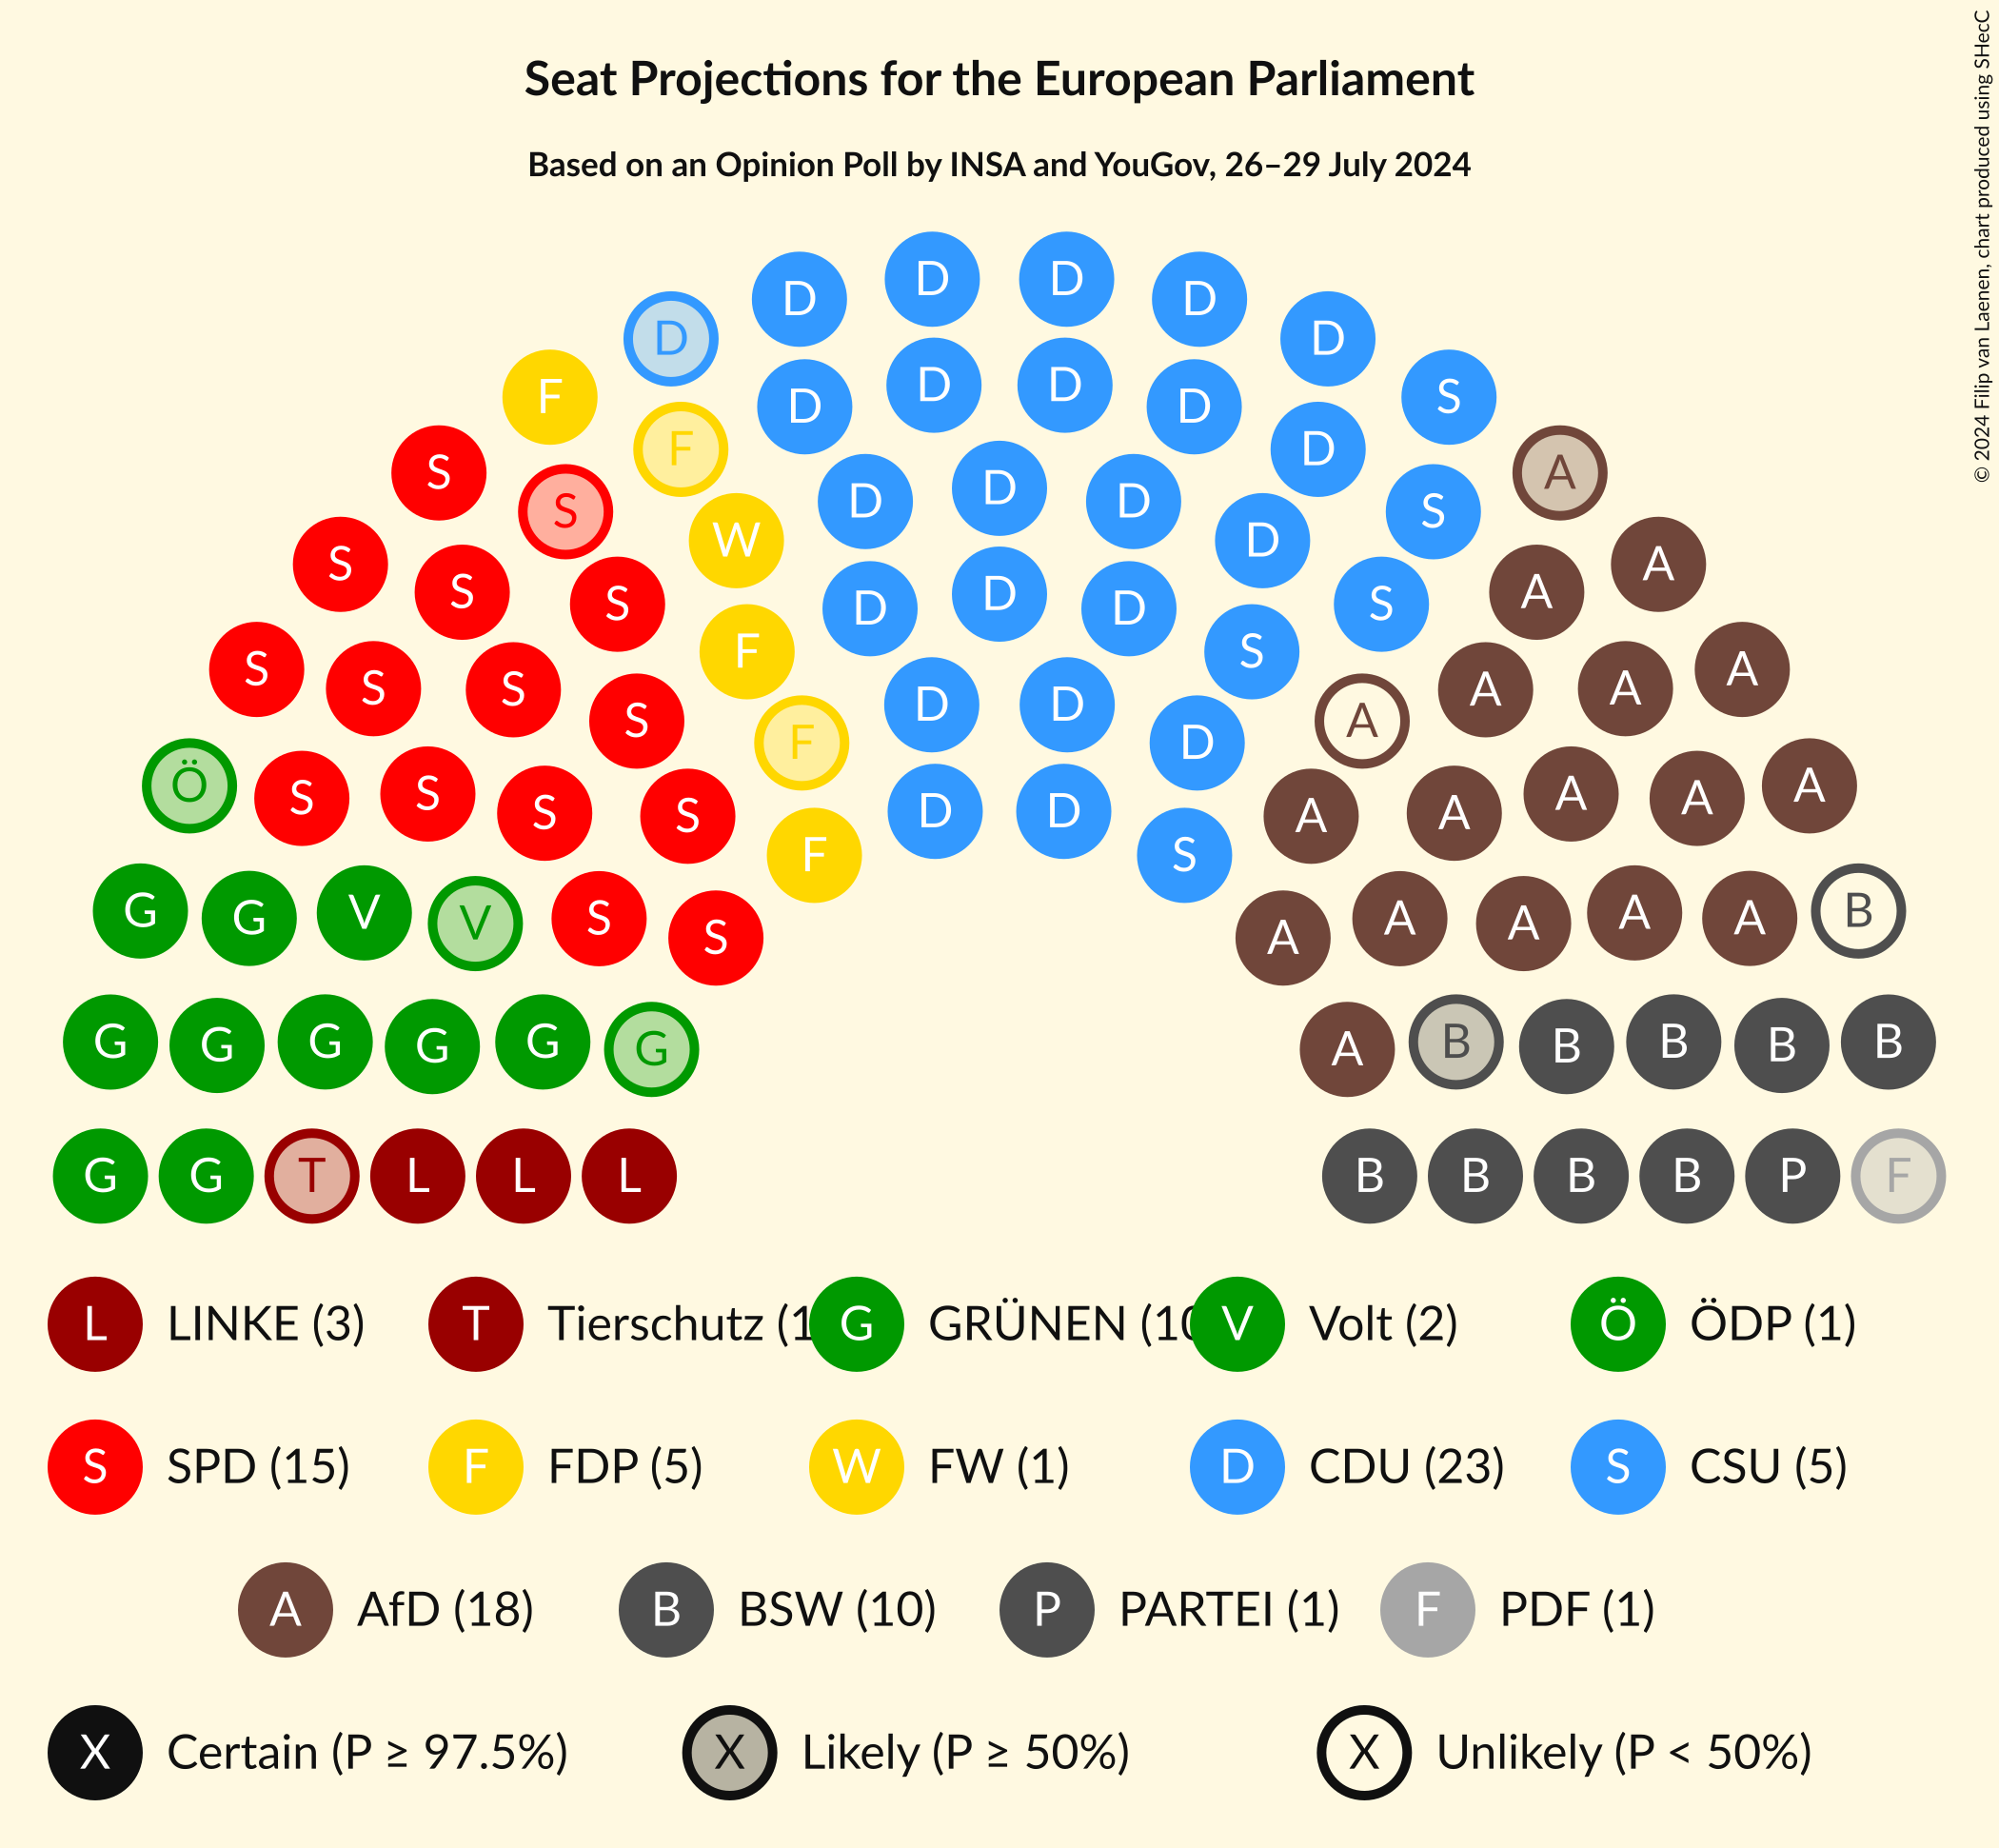 Seat Projections for the European Parliament
Based on an Opinion Poll by INSA and YouGov, 26–29 July 2024
© 2024 Filip van Laenen, chart produced using SHecC
D D
D D
D D
D D
F S
D D
F D
S A
D
D D
S S
W D
S A
S D A
S D D S
F S
S A
S S A A
D D
S A
F D
Ö A
S S A A
S D D A
S A
F S
G B
G V V S S A A A A A
G G G G G G A B B B B B
G G T L L L B B B B P F
L LINKE (3) T Tierschutz (1 G GRÜNEN (10 V Volt (2) Ö ÖDP (1)
S SPD (15) F FDP (5) W FW (1) D CDU (23) S CSU (5)
A AfD (18) B BSW (10) P PARTEI (1) F PDF (1)
X Certain (P ≥ 97.5%) X Likely (P ≥ 50%) X Unlikely (P < 50%)